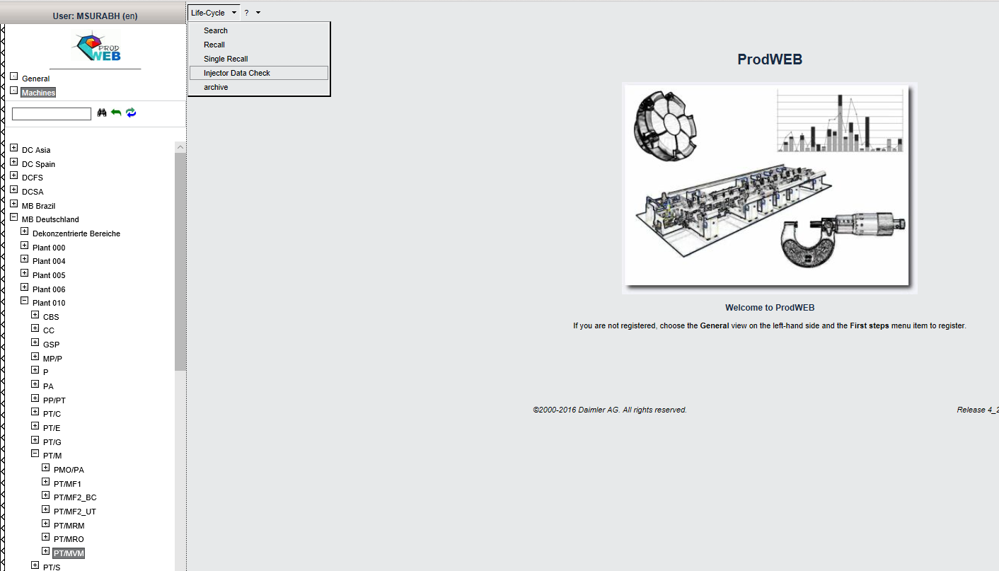 User: MSURABH (en)
PROD
WEB
General
Machines
DC Asia
DC Spain
DCFS
DCSA
MB Brazil
MB Deutschland
Dekonzentrierte Bereiche
Plant 000
Plant 004
Plant 005
Plant 006
Plant 010
CBS
CC
GSP
MP/P
P
PA
PP/PT
PT/C
PT/E
PT/G
PT/M
PMO/PA
PT/MF1
PT/MF2_BC
PT/MF2_UT
PT/MRM
PT/MRO
PT/MVM
PT/S
Life-Cycle ?
Search
Recall
Single Recall
Injector Data Check
archive
ProdWEB
Welcome to ProdWEB
If you are not registered, choose the General view on the left-hand side and the First steps menu item to register.
©2000-2016 Daimler AG. All rights reserved.
Release 4_2